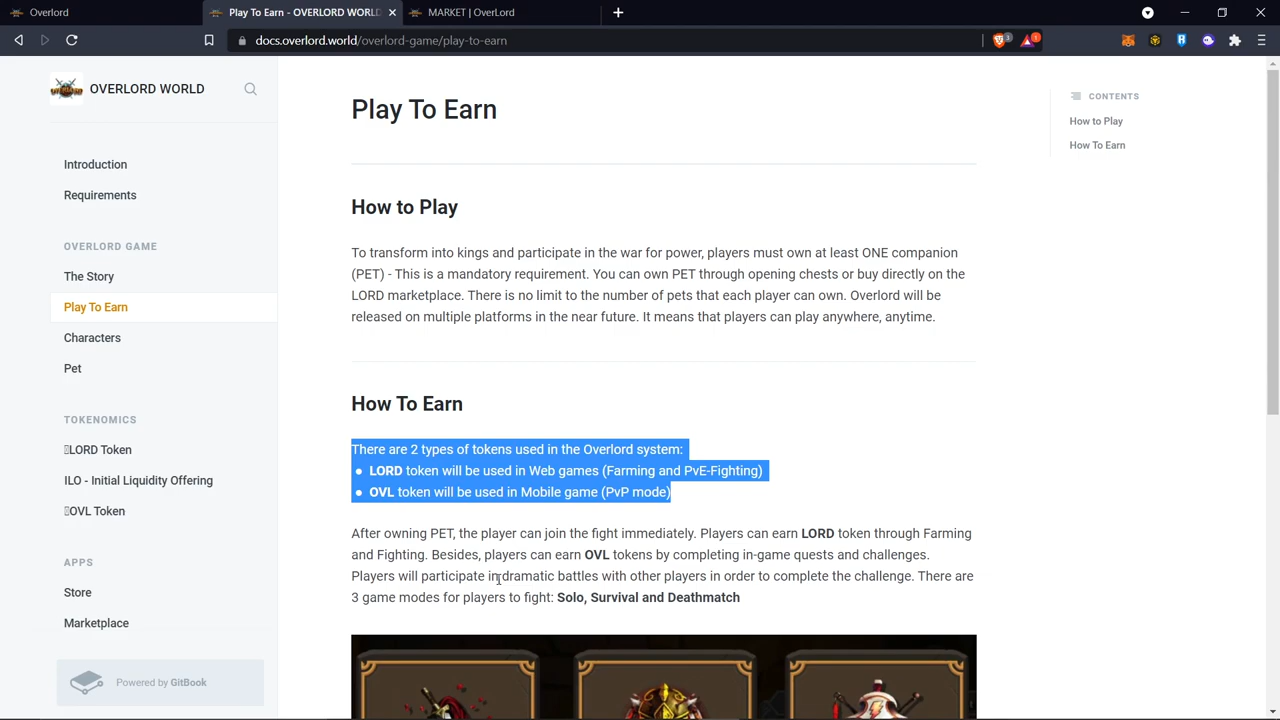 Overlord
Play To Earn - OVERLORD WORLD
MARKET | OverLord
docs.overlord.world/overlord-game/play-to-earn
3
1
OVERLORD WORLD
Introduction
Requirements
OVERLORD GAME
The Story
Play To Earn
Characters
Pet
TOKENOMICS
LORD Token
ILO - Initial Liquidity Offering
OVL Token
APPS
Store
Marketplace
Powered by GitBook
Play To Earn
How to Play
To transform into kings and participate in the war for power, players must own at least ONE companion
(PET) - This is a mandatory requirement. You can own PET through opening chests or buy directly on the
LORD marketplace. There is no limit to the number of pets that each player can own. Overlord will be
released on multiple platforms in the near future. It means that players can play anywhere, anytime.
How To Earn
There are 2 types of tokens used in the Overlord system:
● LORD token will be used in Web games (Farming and PvE-Fighting)
● OVL token will be used in Mobile game (PvP mode)
After owning PET, the player can join the fight immediately. Players can earn LORD token through Farming
and Fighting. Besides, players can earn OVL tokens by completing in-game quests and challenges.
Players will participate in dramatic battles with other players in order to complete the challenge. There are
3 game modes for players to fight: Solo, Survival and Deathmatch
CONTENTS
How to Play
How To Earn